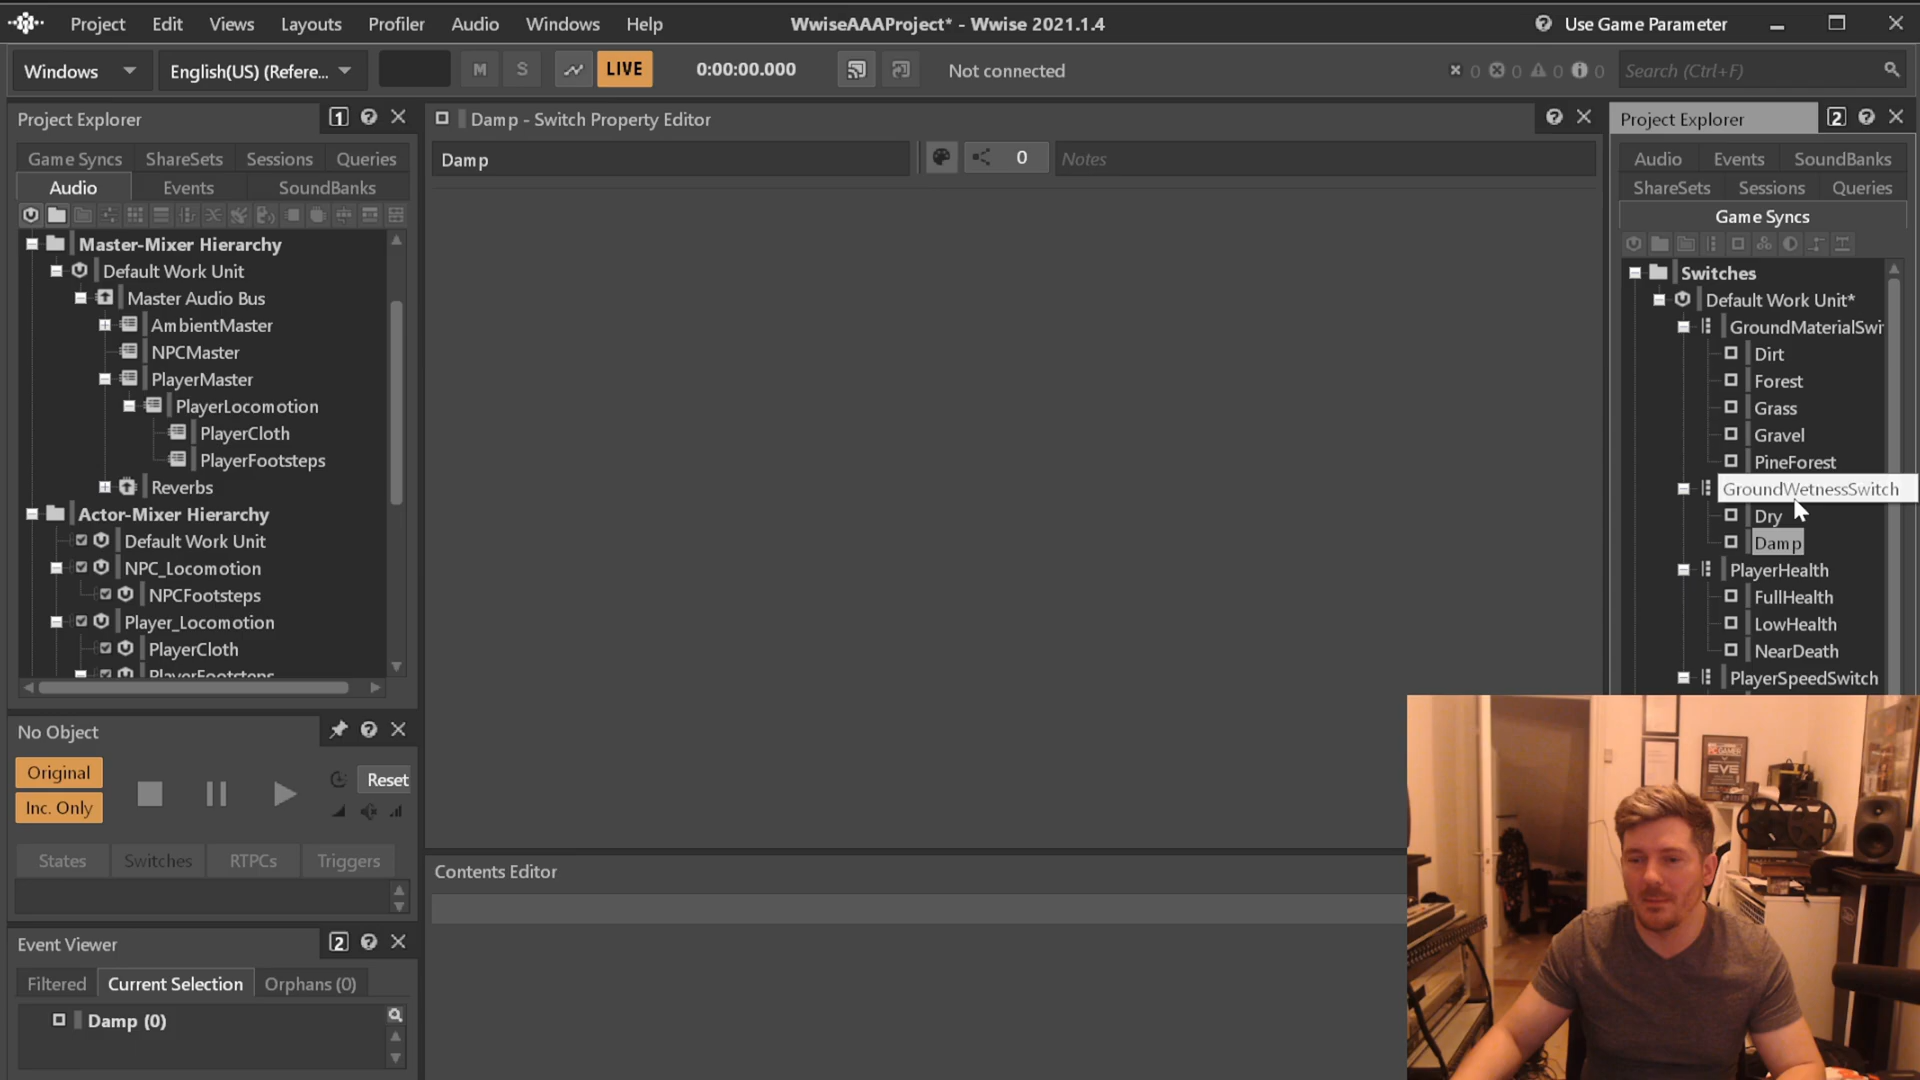 Project Edit Views Layouts Profiler Audio Windows Help WwiseAAAProject* - Wwise 2021.1.4 Use Game Parameter
Windows English(US) (Refere... M S LIVE 0:00:00.000 Not connected 0 0 0 0 Search (Ctrl+F)
Project Explorer 1
Game Syncs ShareSets Sessions Queries
Audio Events SoundBanks
Master-Mixer Hierarchy
Default Work Unit
Master Audio Bus
AmbientMaster
NPCMaster
PlayerMaster
PlayerLocomotion
PlayerCloth
PlayerFootsteps
Reverbs
Actor-Mixer Hierarchy
Default Work Unit
NPC_Locomotion
NPCFootsteps
Player_Locomotion
PlayerCloth
PlayerFootsteps
No Object
Original
Inc. Only
Reset
States Switches RTPCs Triggers
Event Viewer 2
Filtered Current Selection Orphans (0)
Damp (0)
Damp - Switch Property Editor
Damp 0 Notes
Contents Editor
Project Explorer 2
Audio Events SoundBanks
ShareSets Sessions Queries
Game Syncs
Switches
Default Work Unit*
GroundMaterialSwi
Dirt
Forest
Grass
Gravel
PineForest
GroundWetnessSwitch
Dry
Damp
PlayerHealth
FullHealth
LowHealth
NearDeath
PlayerSpeedSwitch
EVE